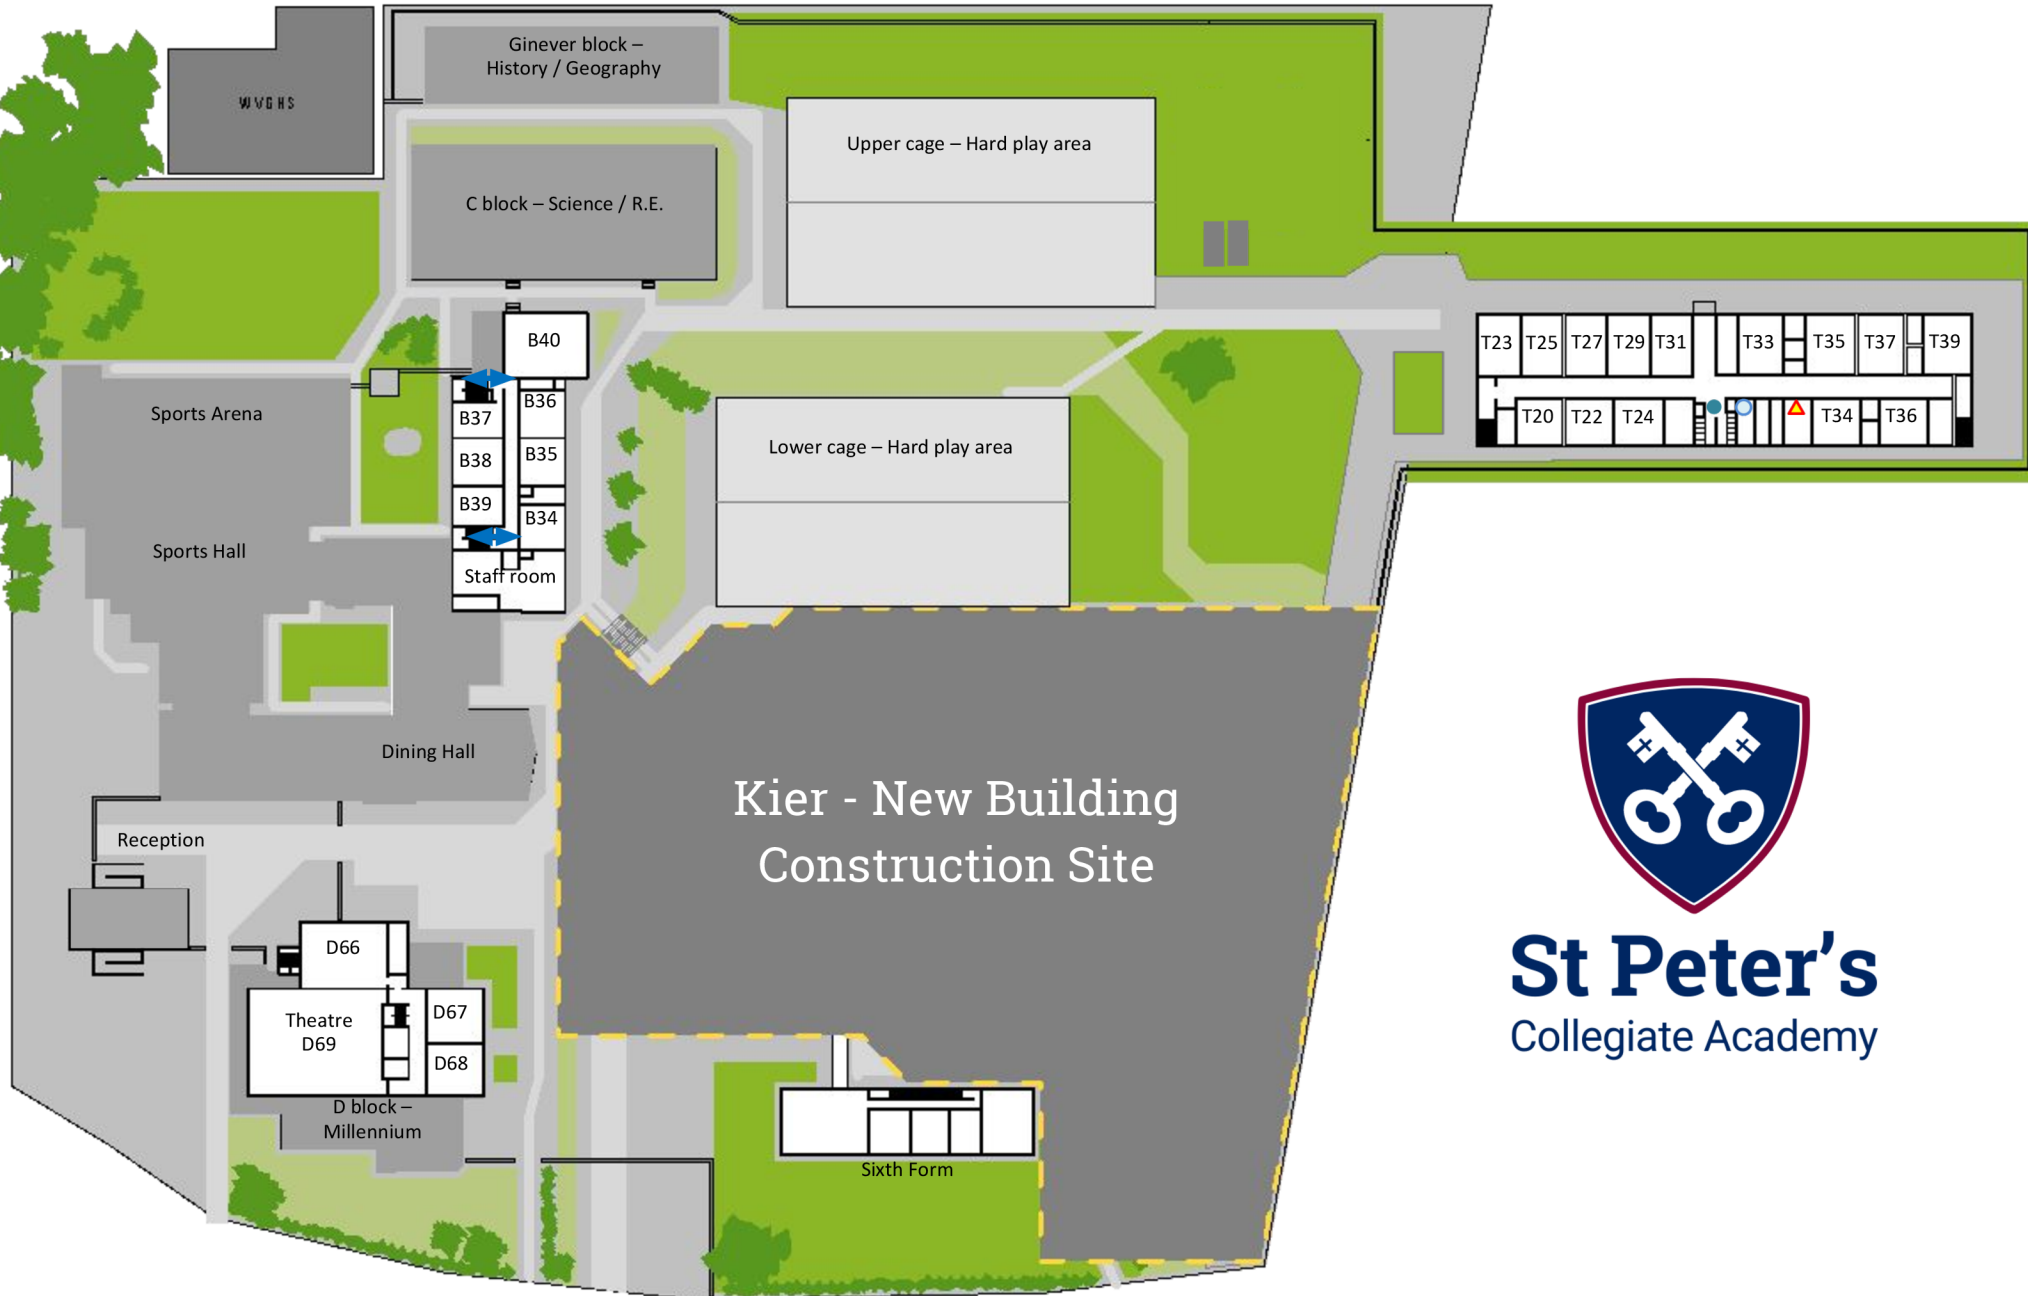 Ginever block –
History / Geography
W V G H S
Upper cage – Hard play area
C block – Science / R.E.
B40
T23
T25
T27
T29
T31
T33
T35
T37
T39
Sports Arena
B37
B36
T20
T22
T24
T34
T36
Lower cage – Hard play area
B38
B35
B39
B34
Sports Hall
Staff room
Dining Hall
Kier - New Building
Construction Site
Reception
D66
Theatre
D69
D67
D68
D block –
Millennium
Sixth Form
St Peter’s
Collegiate Academy